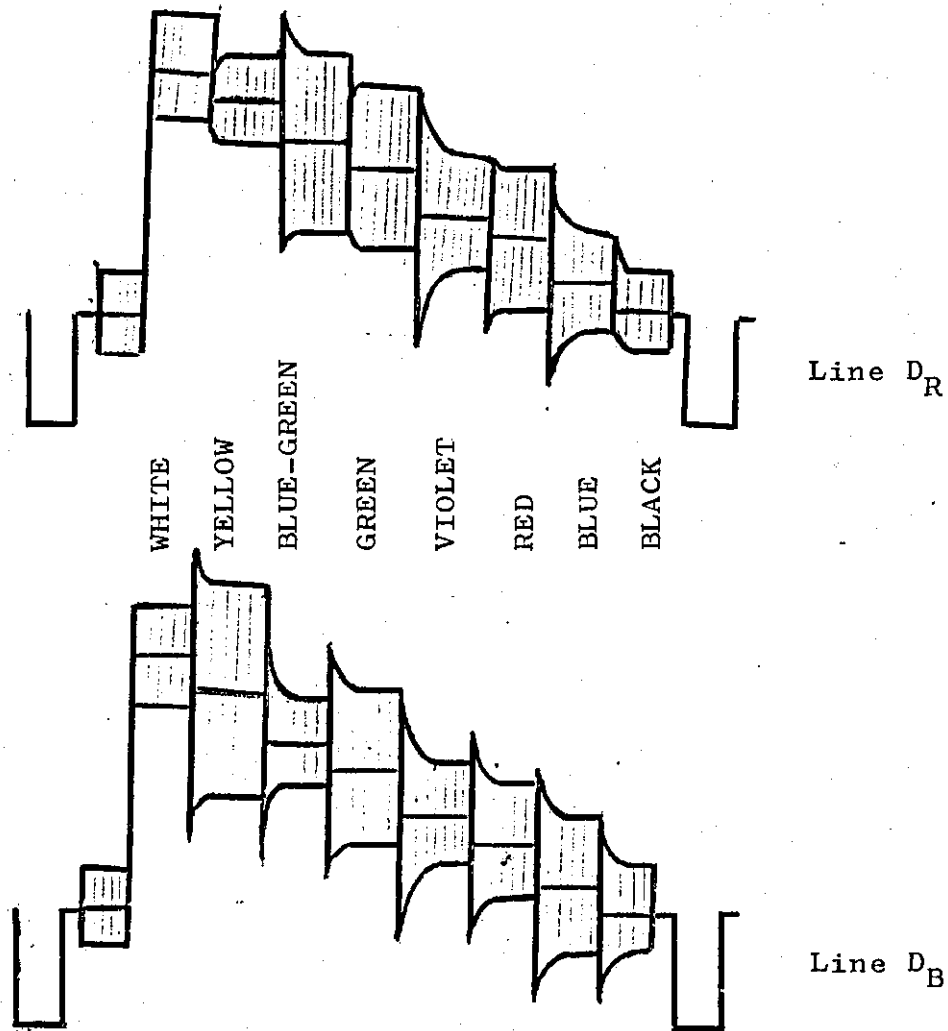 Line D_R
WHITE
YELLOW
BLUE-GREEN
GREEN
VIOLET
RED
BLUE
BLACK
Line D_B